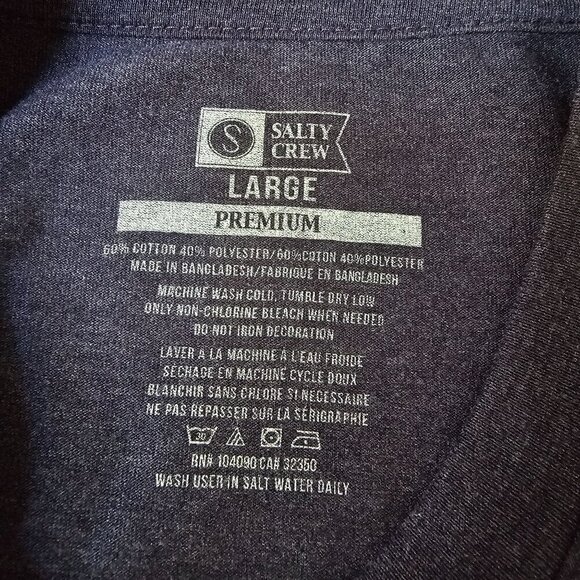 S
SALTY
CREW
LARGE
PREMIUM
60% COTTON 40% POLYESTER/60%COTON 40%POLYESTER
MADE IN BANGLADESH/FABRIQUE EN BANGLADESH
MACHINE WASH COLD, TUMBLE DRY LOW
ONLY NON-CHLORINE BLEACH WHEN NEEDED
DO NOT IRON DECORATION
LAVER A LA MACHINE À L'EAU FROIDE
SÉCHAGE EN MACHINE CYCLE DOUX
BLANCHIR SANS CHLORE SI NÉCESSAIRE
NE PAS REPASSER SUR LA SÉRIGRAPHIE
30
RN# 104090 CA# 32350
WASH USER IN SALT WATER DAILY